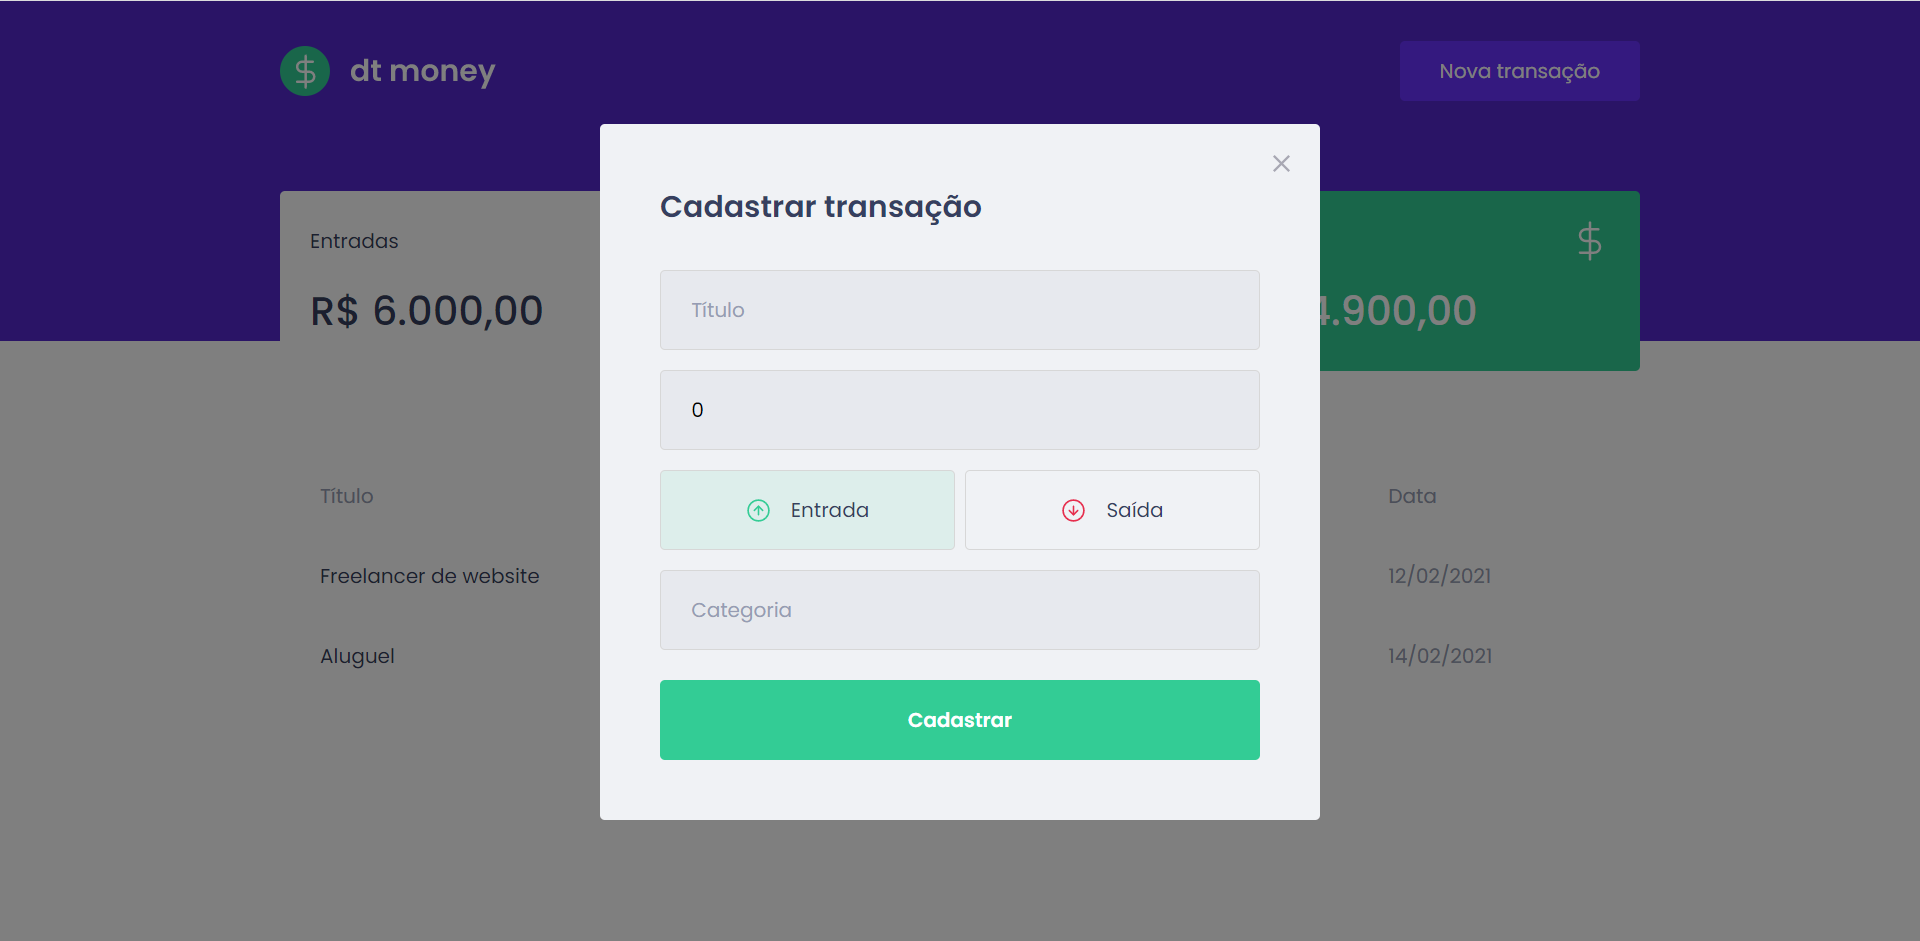 dt money
Nova transação
Cadastrar transação
Entradas
R$ 6.000,00
4.900,00
Título
0
Entrada
Saída
Categoria
Cadastrar
Título
Data
Freelancer de website
12/02/2021
Aluguel
14/02/2021